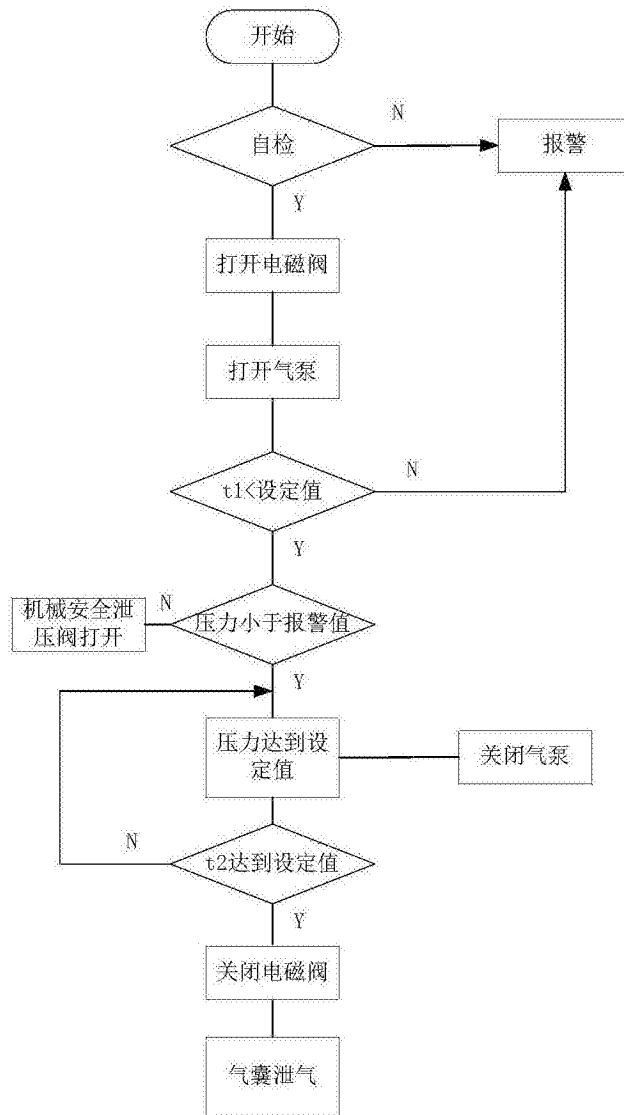 开始
N
自检
报警
Y
打开电磁阀
打开气泵
N
t1<设定值
Y
机械安全泄
压阀打开
N
压力小于报警值
Y
压力达到设
定值
关闭气泵
N
t2达到设定值
Y
关闭电磁阀
气囊泄气